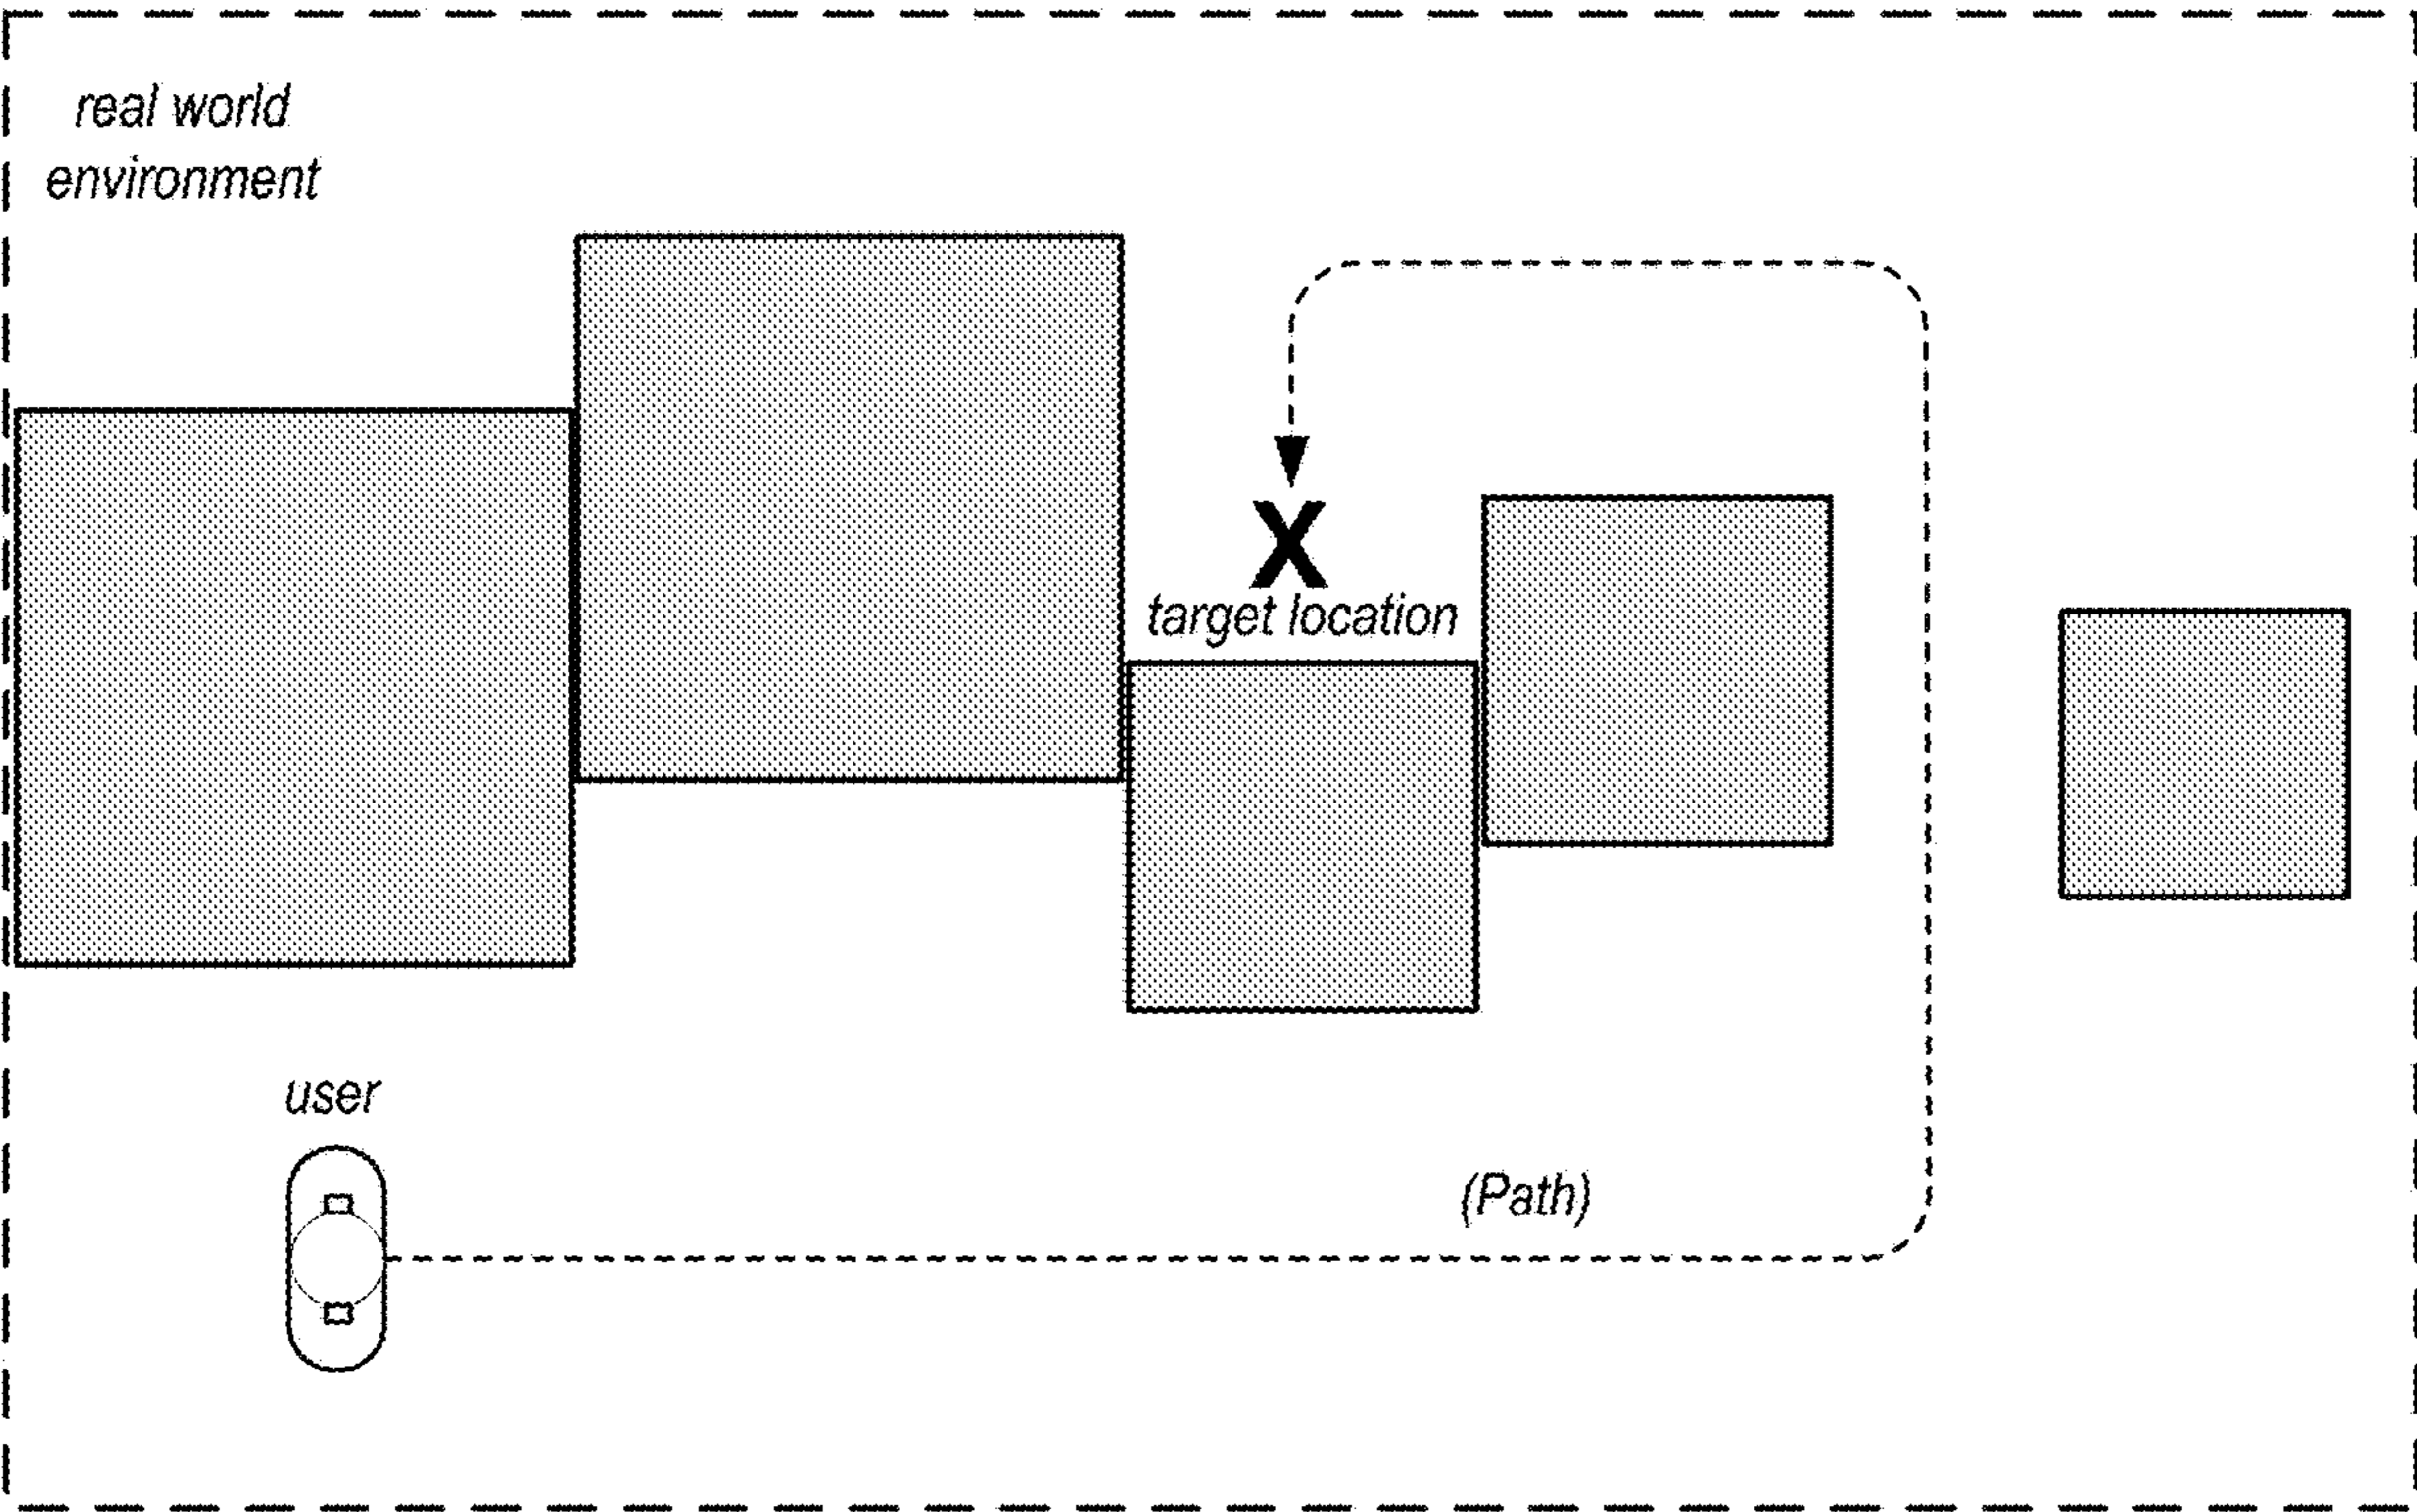 real world
environment
X
target location
user
(Path)